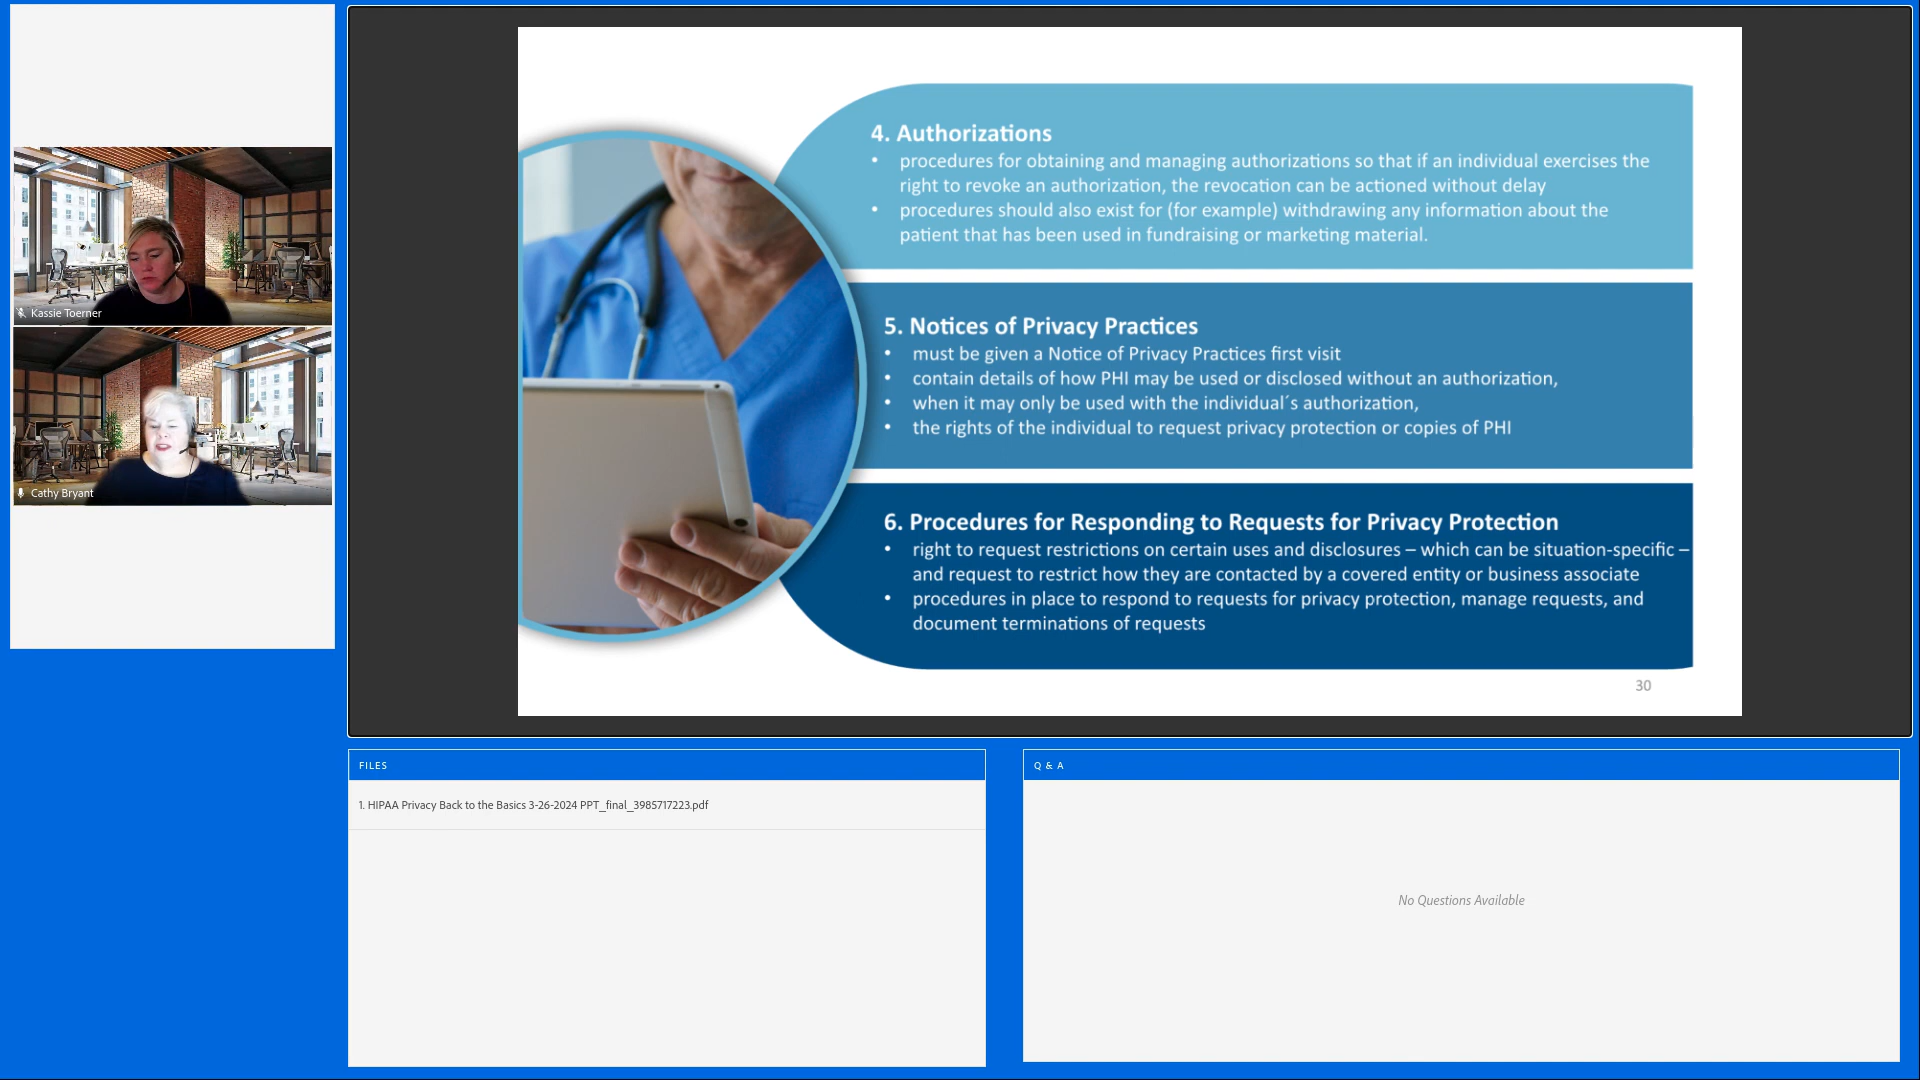 Kassie Toerner
Cathy Bryant
4. Authorizations
• procedures for obtaining and managing authorizations so that if an individual exercises the
right to revoke an authorization, the revocation can be actioned without delay
• procedures should also exist for (for example) withdrawing any information about the
patient that has been used in fundraising or marketing material.
5. Notices of Privacy Practices
• must be given a Notice of Privacy Practices first visit
• contain details of how PHI may be used or disclosed without an authorization,
• when it may only be used with the individual´s authorization,
• the rights of the individual to request privacy protection or copies of PHI
6. Procedures for Responding to Requests for Privacy Protection
• right to request restrictions on certain uses and disclosures – which can be situation-specific –
and request to restrict how they are contacted by a covered entity or business associate
• procedures in place to respond to requests for privacy protection, manage requests, and
document terminations of requests
30
FILES
1. HIPAA Privacy Back to the Basics 3-26-2024 PPT_final_3985717223.pdf
Q & A
No Questions Available